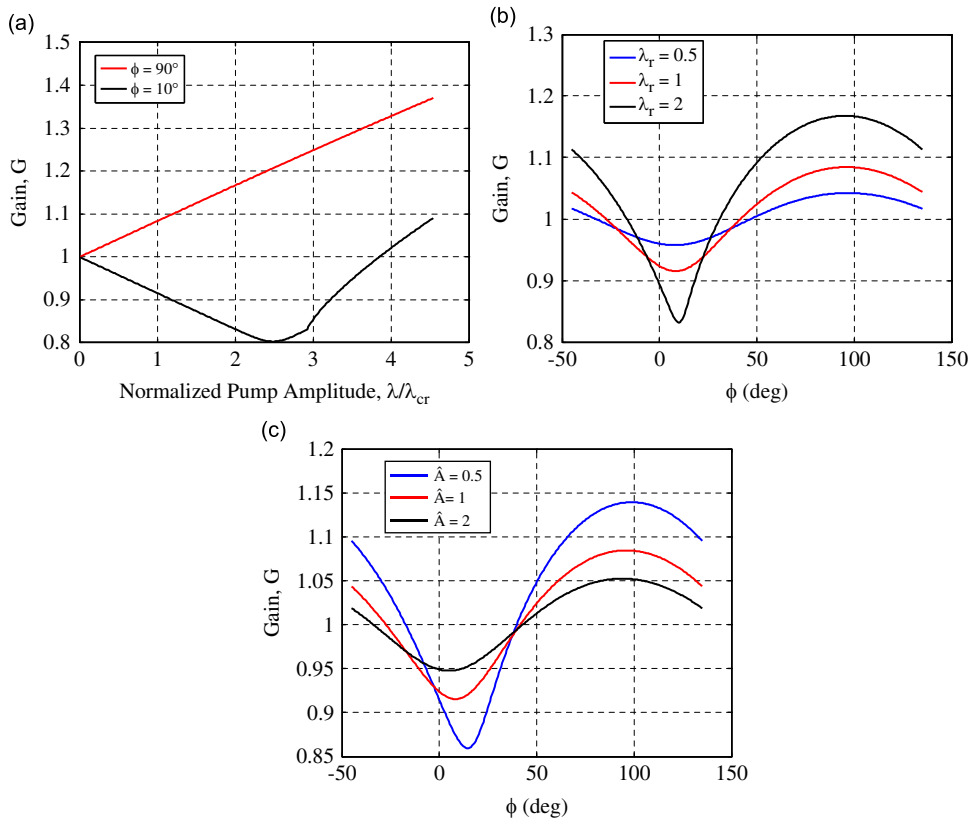 (a)
1.5
1.4
1.3
1.2
1.1
1
0.9
0.8
Gain, G
ϕ = 90°
ϕ = 10°
0 1 2 3 4 5
Normalized Pump Amplitude, λ/λcr
(b)
1.3
1.2
1.1
1
0.9
0.8
Gain, G
λr = 0.5
λr = 1
λr = 2
-50 0 50 100 150
ϕ (deg)
(c)
1.2
1.15
1.1
1.05
1
0.95
0.9
0.85
Gain, G
Â = 0.5
Â= 1
Â = 2
-50 0 50 100 150
ϕ (deg)